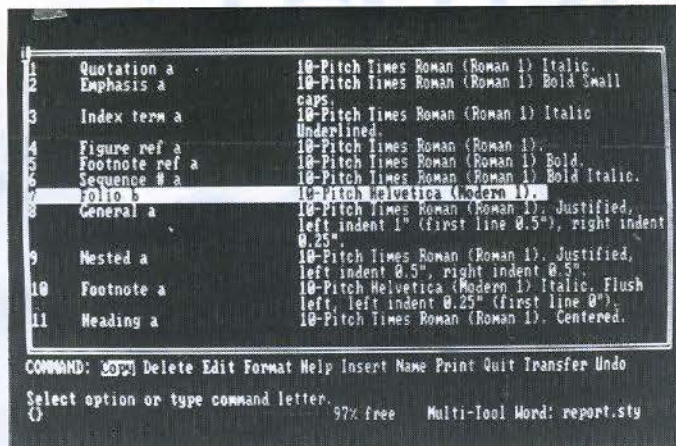 1 Quotation a 10-Pitch Times Roman (Roman 1) Italic.
2 Emphasis a 10-Pitch Times Roman (Roman 1) Bold Small
caps.
3 Index term a 10-Pitch Times Roman (Roman 1) Italic
Underlined.
4 Figure ref a 10-Pitch Times Roman (Roman 1).
5 Footnote ref a 10-Pitch Times Roman (Roman 1) Bold.
6 Sequence # a 10-Pitch Times Roman (Roman 1) Bold Italic.
7 Folio b 10-Pitch Helvetica (Modern 1).
8 General a 10-Pitch Times Roman (Roman 1). Justified,
left indent 1" (first line 0.5"), right indent
0.25".
9 Nested a 10-Pitch Times Roman (Roman 1). Justified,
left indent 0.5", right indent 0.5".
10 Footnote a 10-Pitch Helvetica (Modern 1) Italic. Flush
left, left indent 0.25" (first line 0").
11 Heading a 10-Pitch Times Roman (Roman 1). Centered.
COMMAND: Copy Delete Edit Format Help Insert Name Print Quit Transfer Undo
Select option or type command letter.
{} 97% free Multi-Tool Word: report.sty